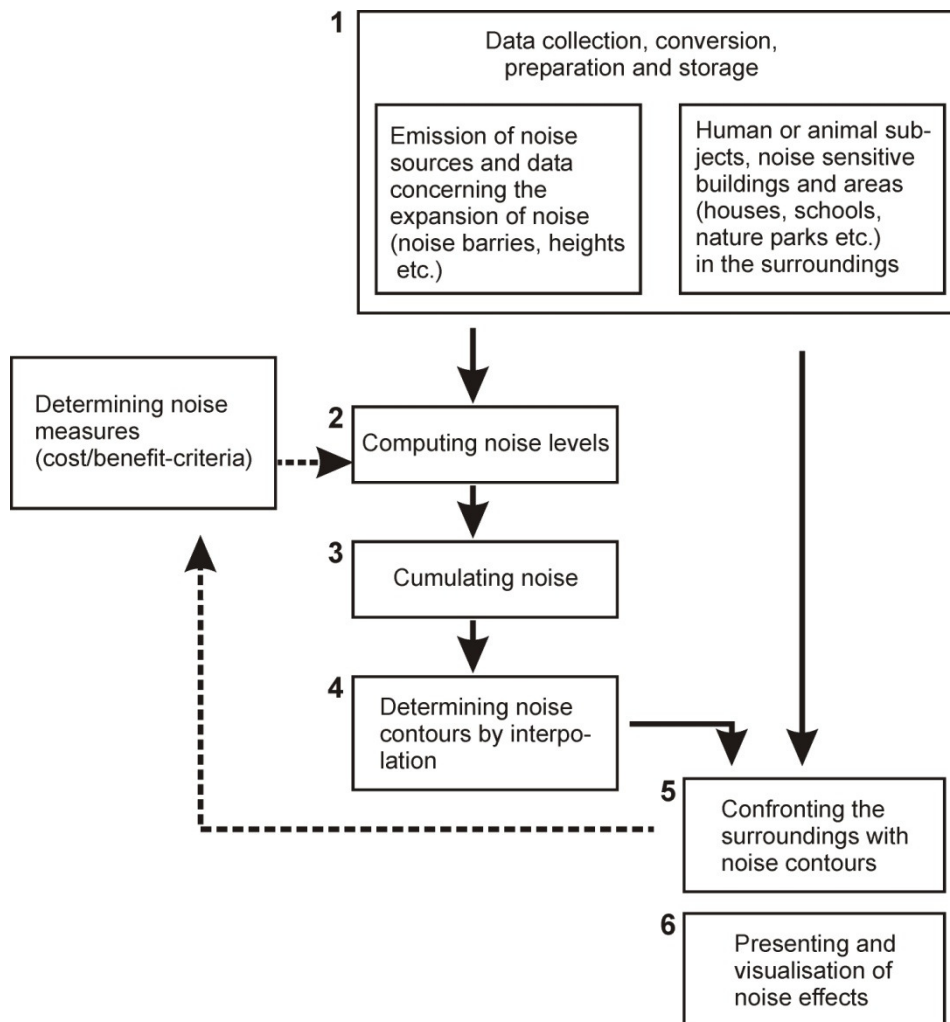 1
Data collection, conversion,
preparation and storage
Emission of noise
sources and data
concerning the
expansion of noise
(noise barries, heights
etc.)
Human or animal sub-
jects, noise sensitive
buildings and areas
(houses, schools,
nature parks etc.)
in the surroundings
Determining noise
measures
(cost/benefit-criteria)
2
Computing noise levels
3
Cumulating noise
4
Determining noise
contours by interpo-
lation
5
Confronting the
surroundings with
noise contours
6
Presenting and
visualisation of
noise effects